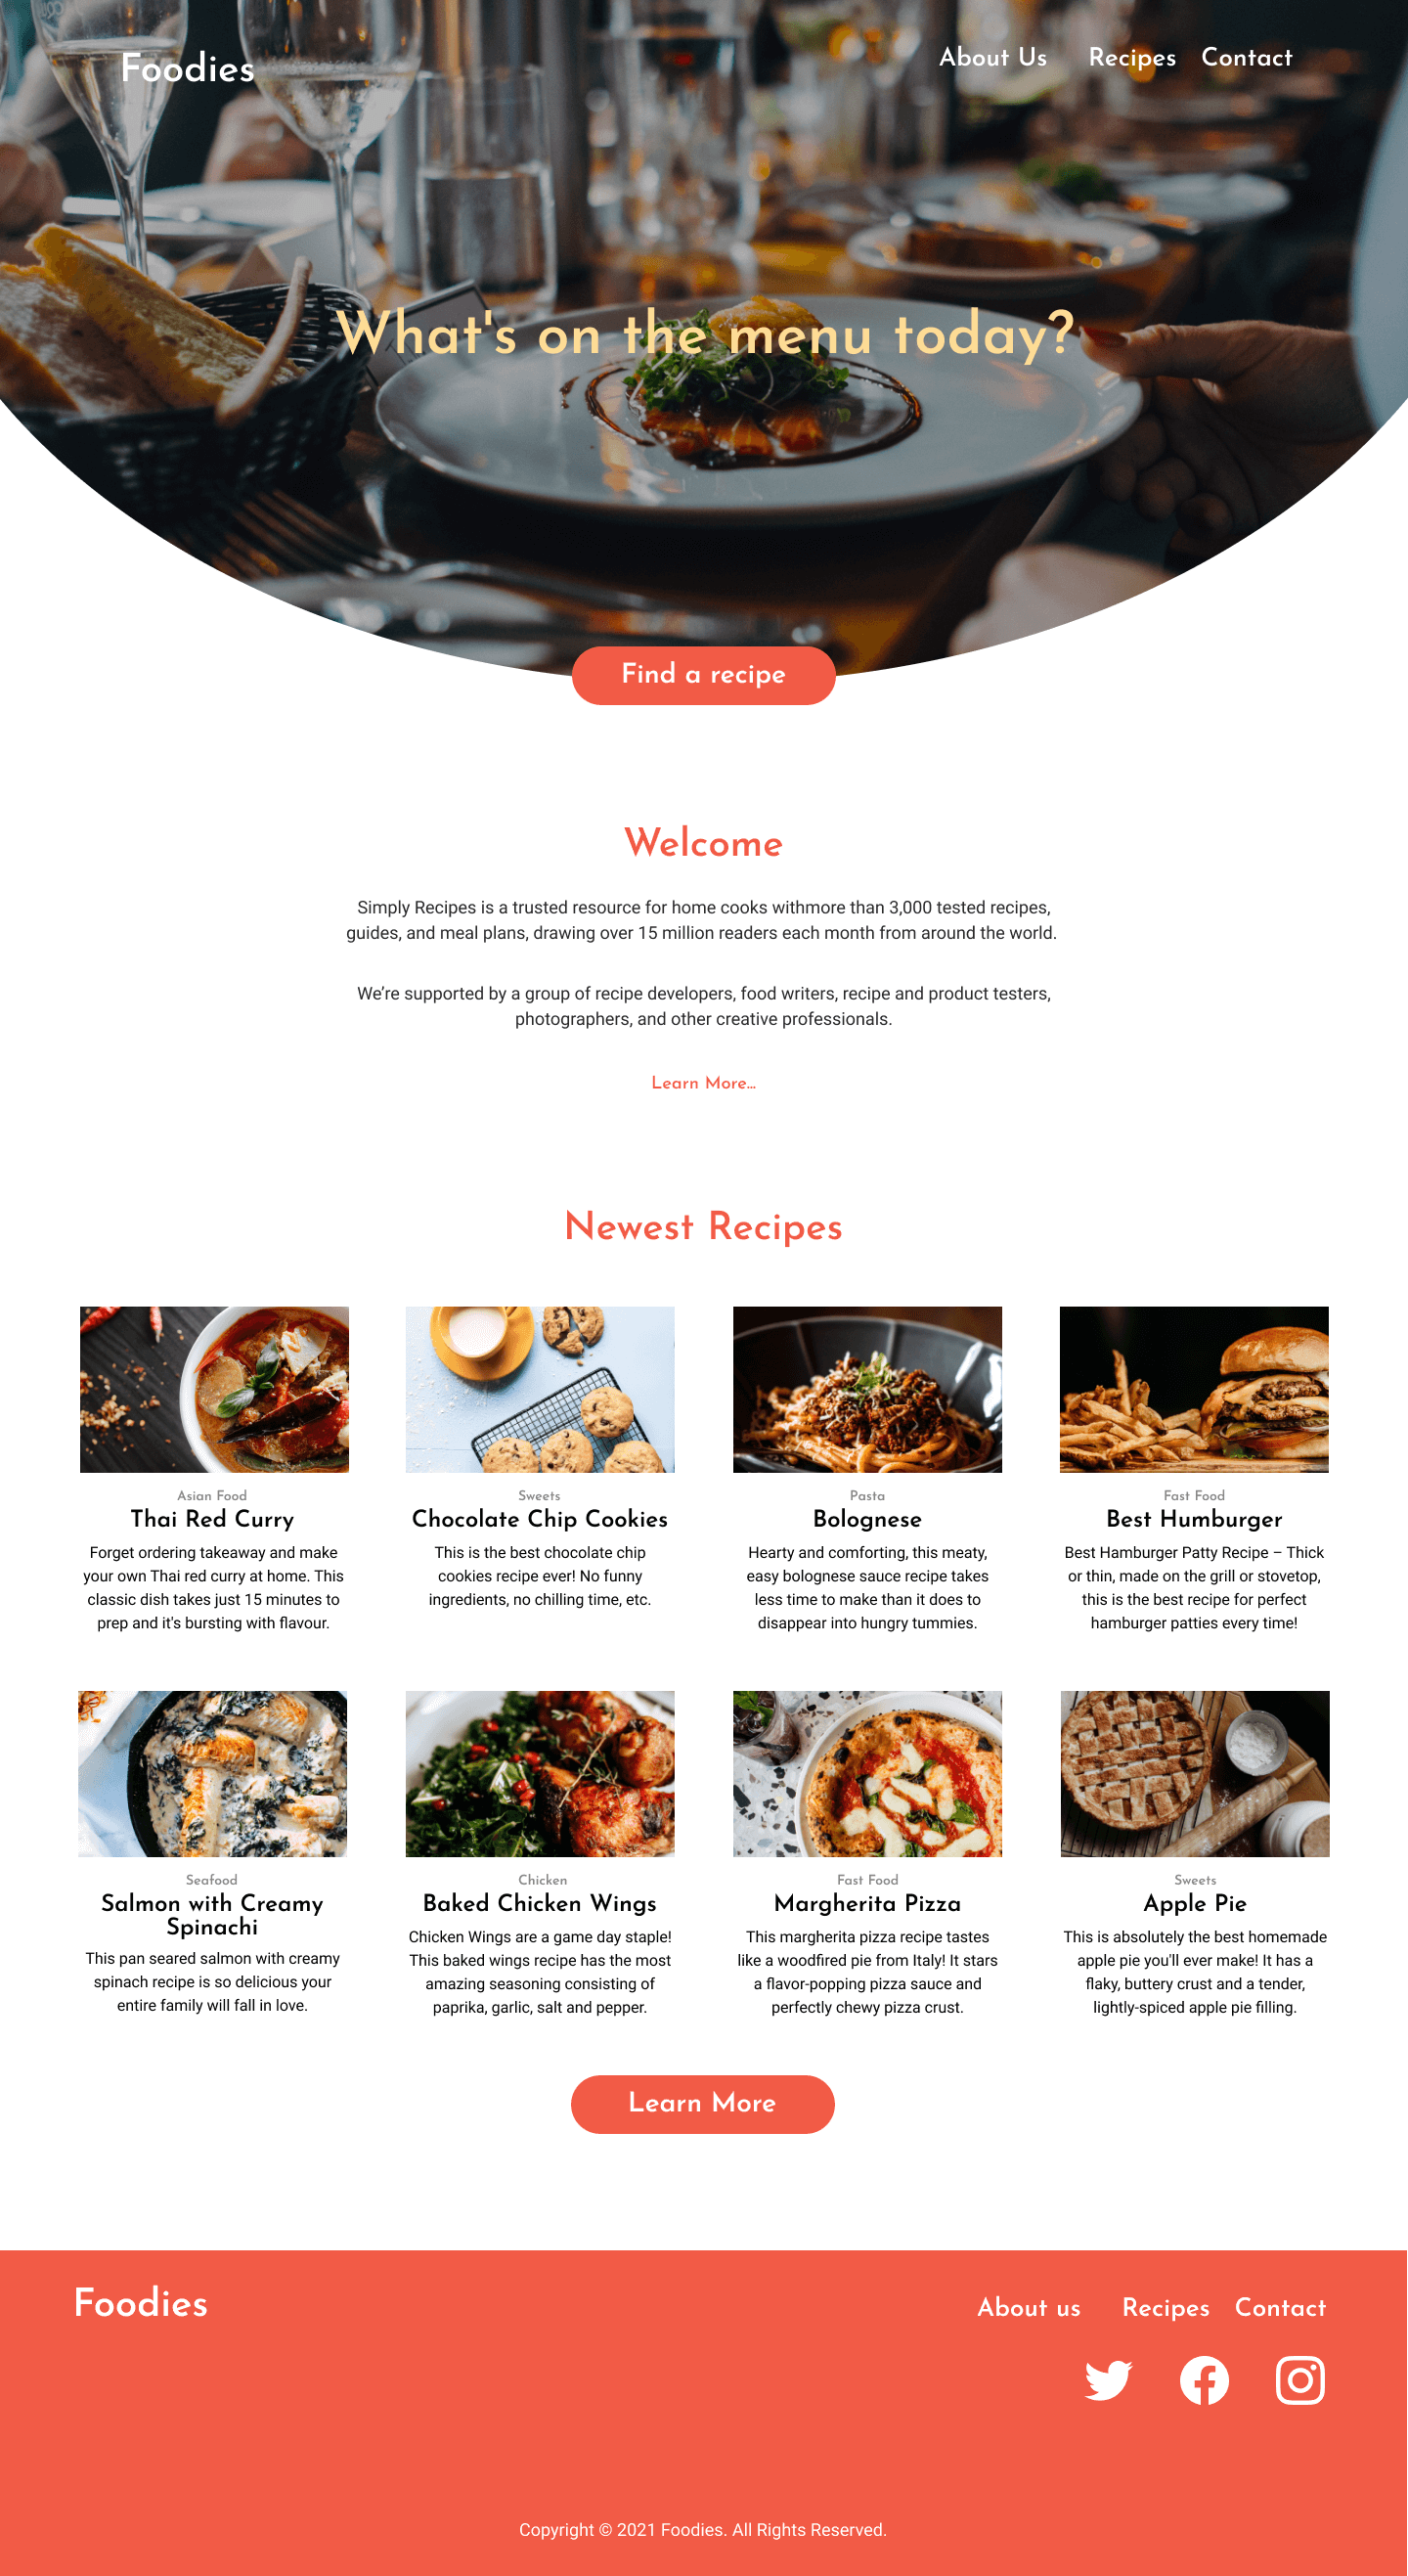 Foodies
About Us Recipes Contact
What's on the menu today?
Find a recipe
Welcome
Simply Recipes is a trusted resource for home cooks withmore than 3,000 tested recipes,
guides, and meal plans, drawing over 15 million readers each month from around the world.
We’re supported by a group of recipe developers, food writers, recipe and product testers,
photographers, and other creative professionals.
Learn More...
Newest Recipes
Asian Food
Thai Red Curry
Forget ordering takeaway and make
your own Thai red curry at home. This
classic dish takes just 15 minutes to
prep and it's bursting with flavour.
Sweets
Chocolate Chip Cookies
This is the best chocolate chip
cookies recipe ever! No funny
ingredients, no chilling time, etc.
Pasta
Bolognese
Hearty and comforting, this meaty,
easy bolognese sauce recipe takes
less time to make than it does to
disappear into hungry tummies.
Fast Food
Best Humburger
Best Hamburger Patty Recipe – Thick
or thin, made on the grill or stovetop,
this is the best recipe for perfect
hamburger patties every time!
Seafood
Salmon with Creamy
Spinachi
This pan seared salmon with creamy
spinach recipe is so delicious your
entire family will fall in love.
Chicken
Baked Chicken Wings
Chicken Wings are a game day staple!
This baked wings recipe has the most
amazing seasoning consisting of
paprika, garlic, salt and pepper.
Fast Food
Margherita Pizza
This margherita pizza recipe tastes
like a woodfired pie from Italy! It stars
a flavor-popping pizza sauce and
perfectly chewy pizza crust.
Sweets
Apple Pie
This is absolutely the best homemade
apple pie you'll ever make! It has a
flaky, buttery crust and a tender,
lightly-spiced apple pie filling.
Learn More
Foodies
About us Recipes Contact
Copyright © 2021 Foodies. All Rights Reserved.